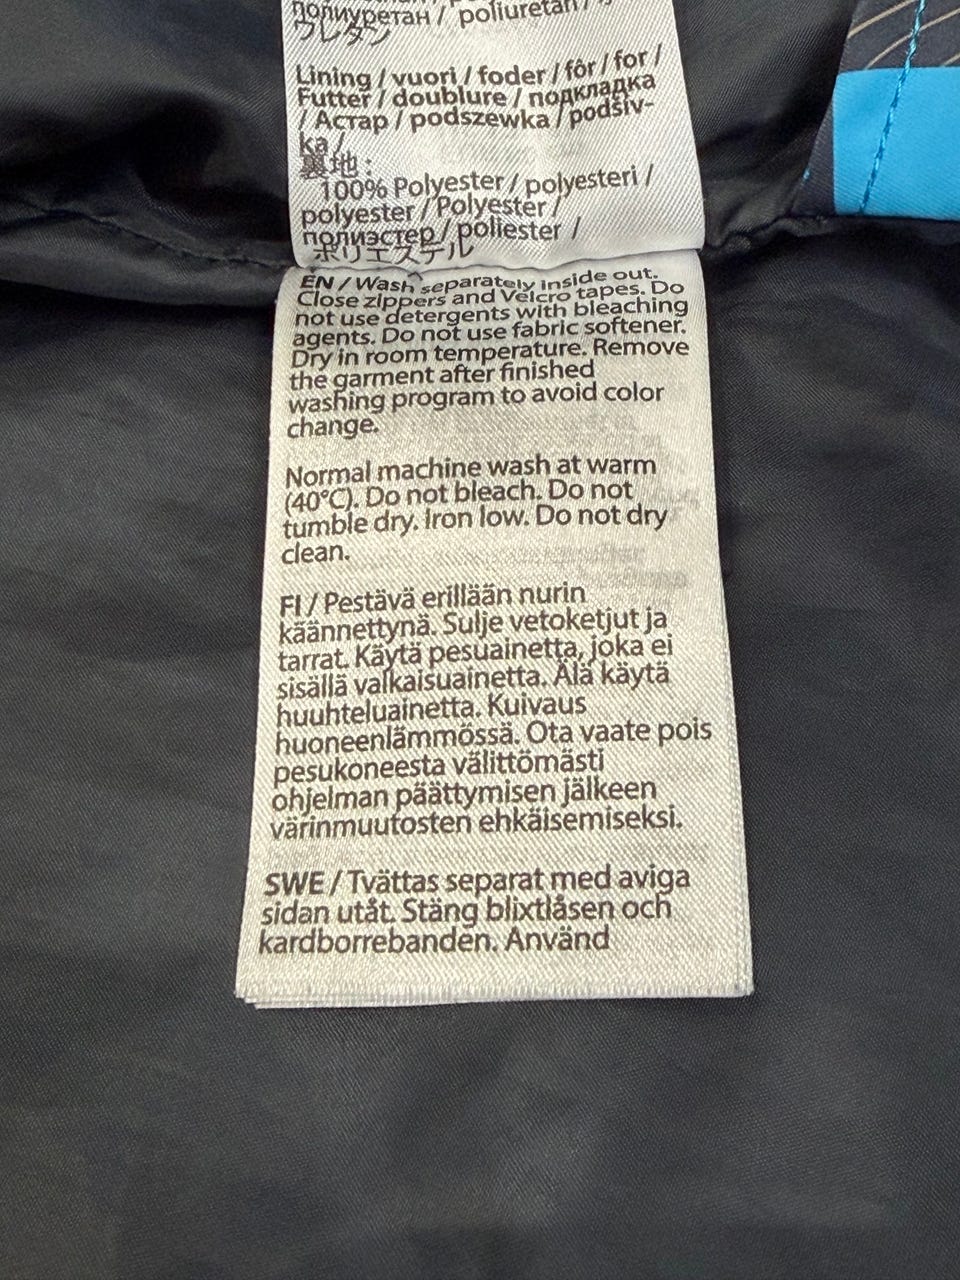 полиуретан / poliuretan /
ウレタン
Lining / vuori / foder / fôr / for /
Futter / doublure / подкладка
/ Астар / podszewka / podšív-
ka /
裏地 :
100% Polyester / polyesteri /
polyester / Polyester /
полиэстер / poliester /
ポリエステル
EN / Wash separately inside out.
Close zippers and Velcro tapes. Do
not use detergents with bleaching
agents. Do not use fabric softener.
Dry in room temperature. Remove
the garment after finished
washing program to avoid color
change.
Normal machine wash at warm
(40°C). Do not bleach. Do not
tumble dry. Iron low. Do not dry
clean.
FI / Pestävä erillään nurin
käännettynä. Sulje vetoketjut ja
tarrat. Käytä pesuainetta, joka ei
sisällä valkaisuainetta. Älä käytä
huuhteluainetta. Kuivaus
huoneenlämmössä. Ota vaate pois
pesukoneesta välittömästi
ohjelman päättymisen jälkeen
värinmuutosten ehkäisemiseksi.
SWE / Tvättas separat med aviga
sidan utåt. Stäng blixtlåsen och
kardborrebanden. Använd